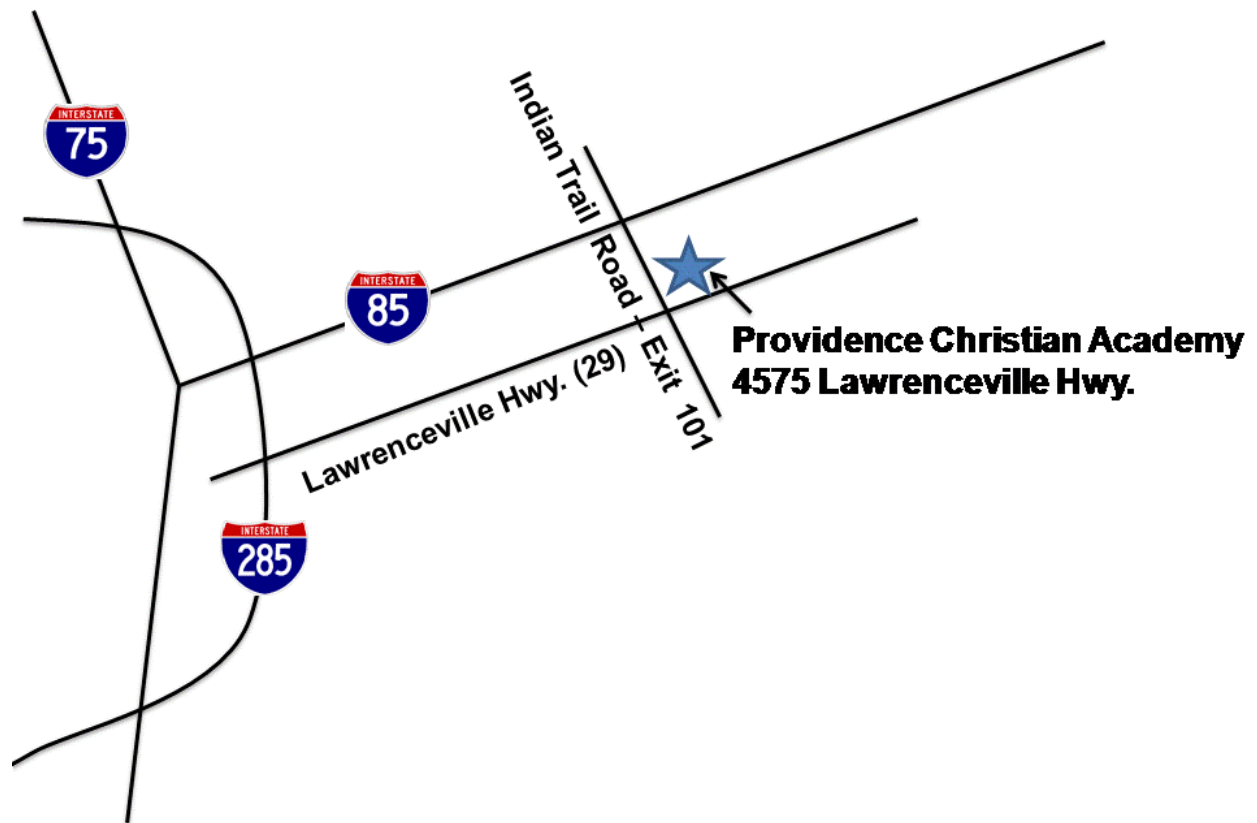 INTERSTATE
75
Indian Trail Road – Exit 101
INTERSTATE
85
Providence Christian Academy
4575 Lawrenceville Hwy.
Lawrenceville Hwy. (29)
INTERSTATE
285